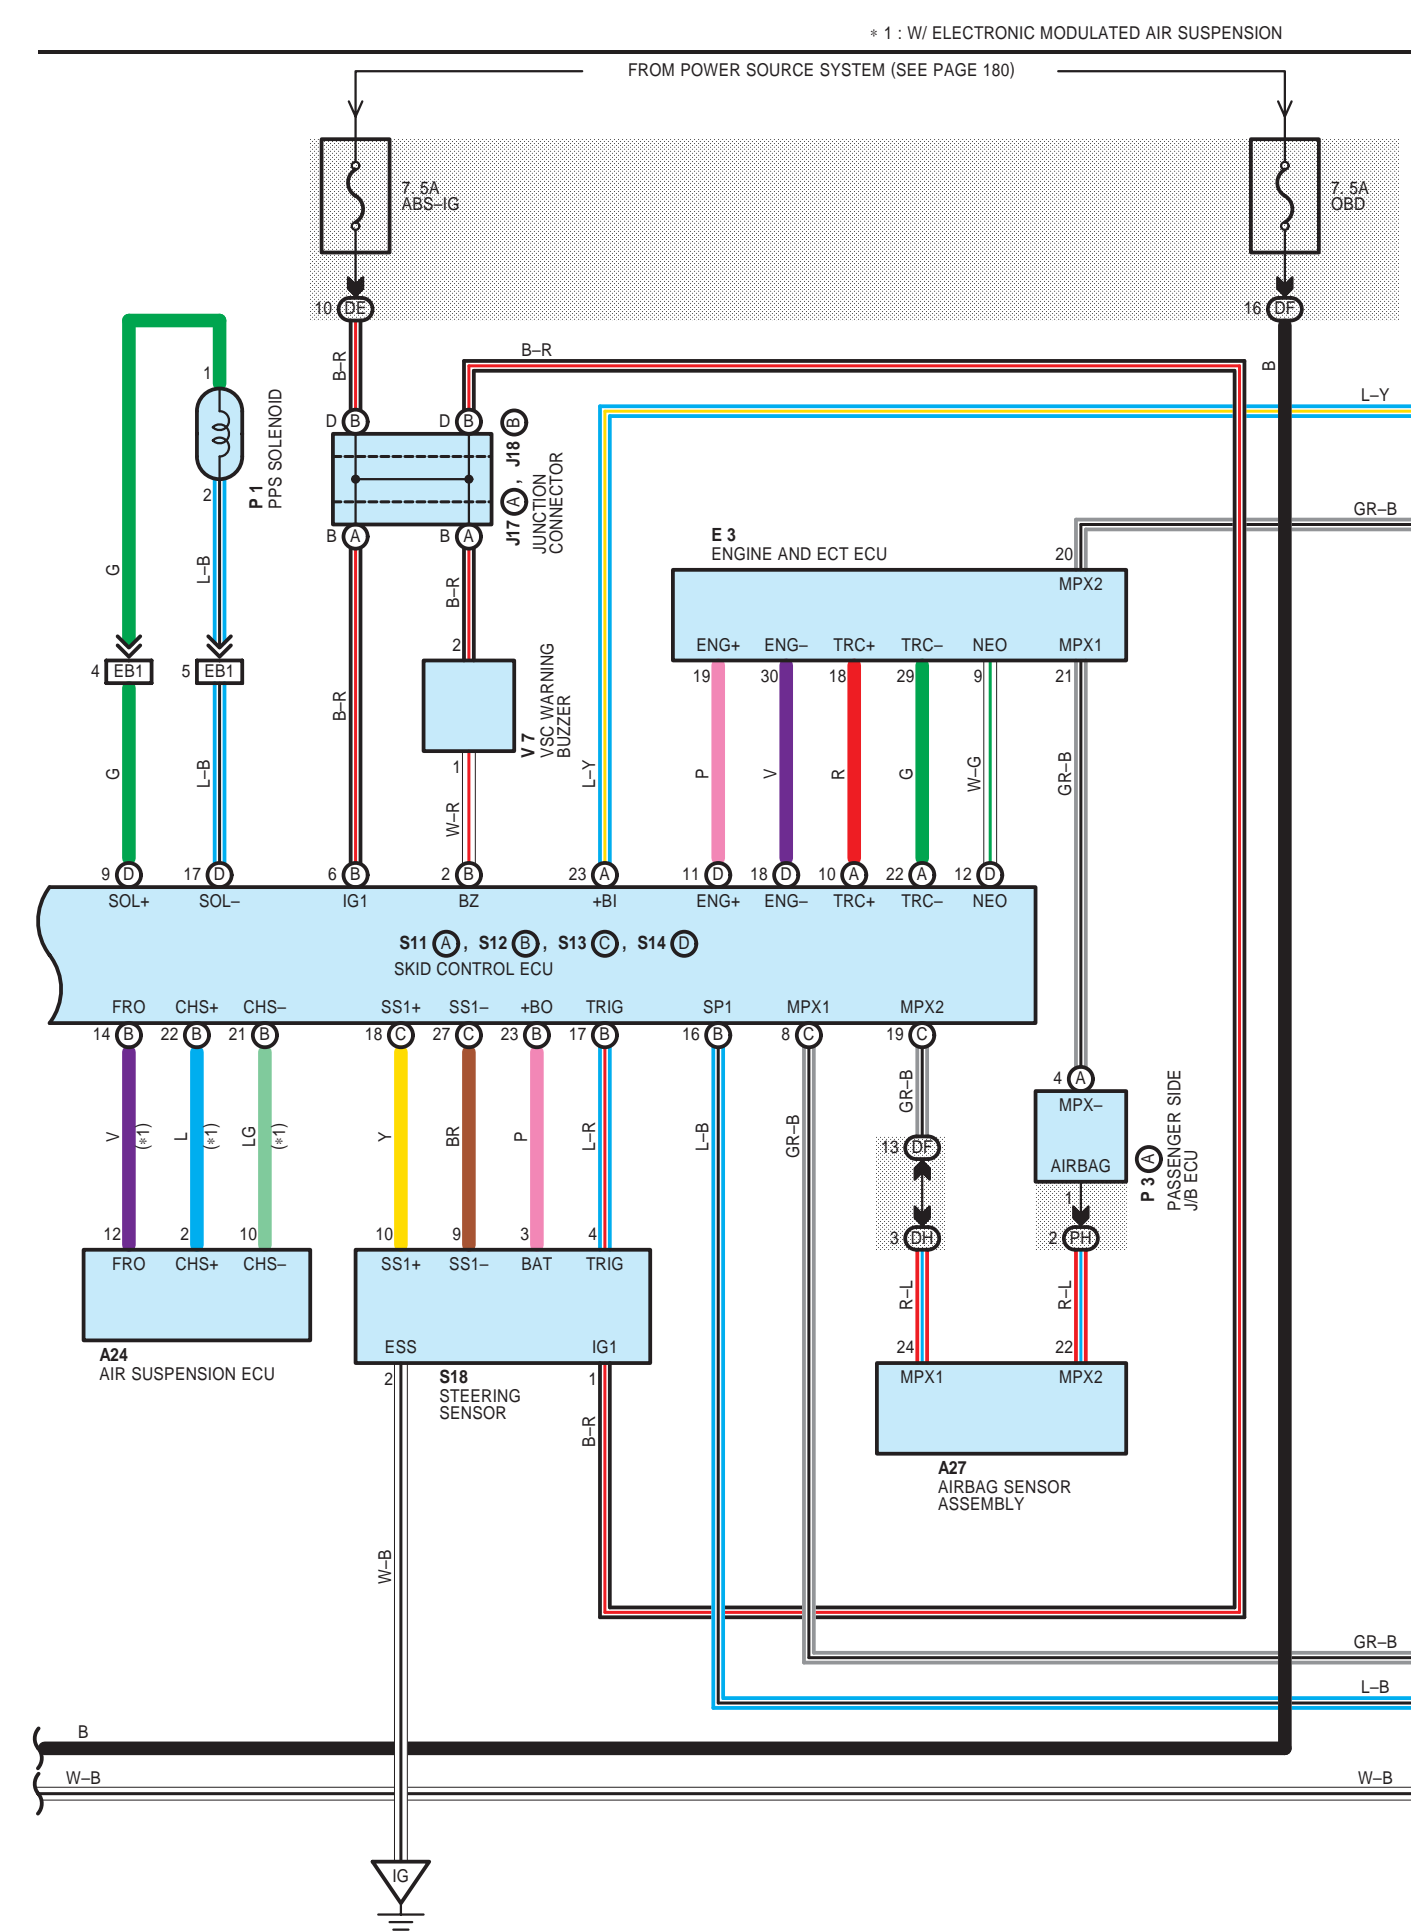 * 1 : W/ ELECTRONIC MODULATED AIR SUSPENSION
FROM POWER SOURCE SYSTEM (SEE PAGE 180)
7. 5A
ABS–IG
7. 5A
OBD
10 DE
16 DF
B–R
B–R
B
L–Y
1
P 1
PPS SOLENOID
2
D B
D B
J17 A , J18 B
JUNCTION
CONNECTOR
B A
B A
GR–B
G
L–B
B–R
E 3
ENGINE AND ECT ECU
20
MPX2
ENG+ ENG– TRC+ TRC– NEO MPX1
19 30 18 29 9 21
4 EB1
5 EB1
2
V 7
VSC WARNING
BUZZER
1
G
L–B
B–R
W–R
L–Y
P
V
R
G
W–G
GR–B
9 D 17 D 6 B 2 B 23 A 11 D 18 D 10 A 22 A 12 D
SOL+ SOL– IG1 BZ +BI ENG+ ENG– TRC+ TRC– NEO
S11 A , S12 B , S13 C , S14 D
SKID CONTROL ECU
FRO CHS+ CHS– SS1+ SS1– +BO TRIG SP1 MPX1 MPX2
14 B 22 B 21 B 18 C 27 C 23 B 17 B 16 B 8 C 19 C
4 A
MPX–
AIRBAG
P 3 A
PASSENGER SIDE
J/B ECU
V
(*1)
L
(*1)
LG
(*1)
Y
BR
P
L–R
L–B
GR–B
GR–B
13 DF
1
3 DH
2 PH
12 2 10 10 9 3 4
FRO CHS+ CHS– SS1+ SS1– BAT TRIG
R–L
R–L
ESS IG1
24 22
MPX1 MPX2
A24
AIR SUSPENSION ECU
2
S18
STEERING
SENSOR
1
B–R
A27
AIRBAG SENSOR
ASSEMBLY
W–B
GR–B
L–B
B
W–B
W–B
IG